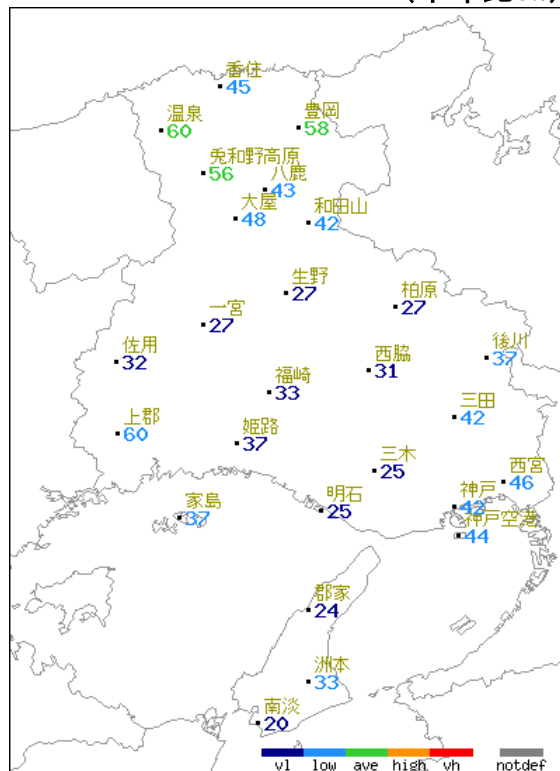 香住
45
温泉
60
豊岡
58
兎和野高原
56
八鹿
43
大屋
48
和田山
42
生野
27
柏原
27
一宮
27
後川
37
佐用
32
西脇
31
福崎
33
三田
42
上郡
60
姫路
37
三木
25
西宮
46
家島
37
明石
25
神戸
42
神戸空港
44
郡家
24
洲本
33
南淡
20
vl low ave high vh notdef